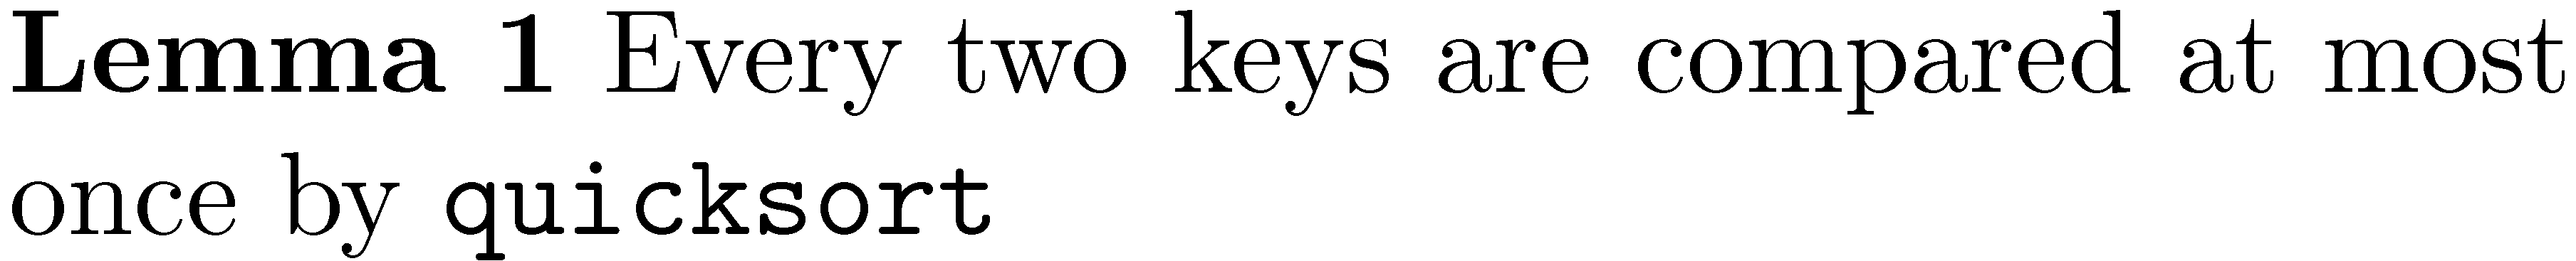 Lemma 1 Every two keys are compared at most
once by quicksort